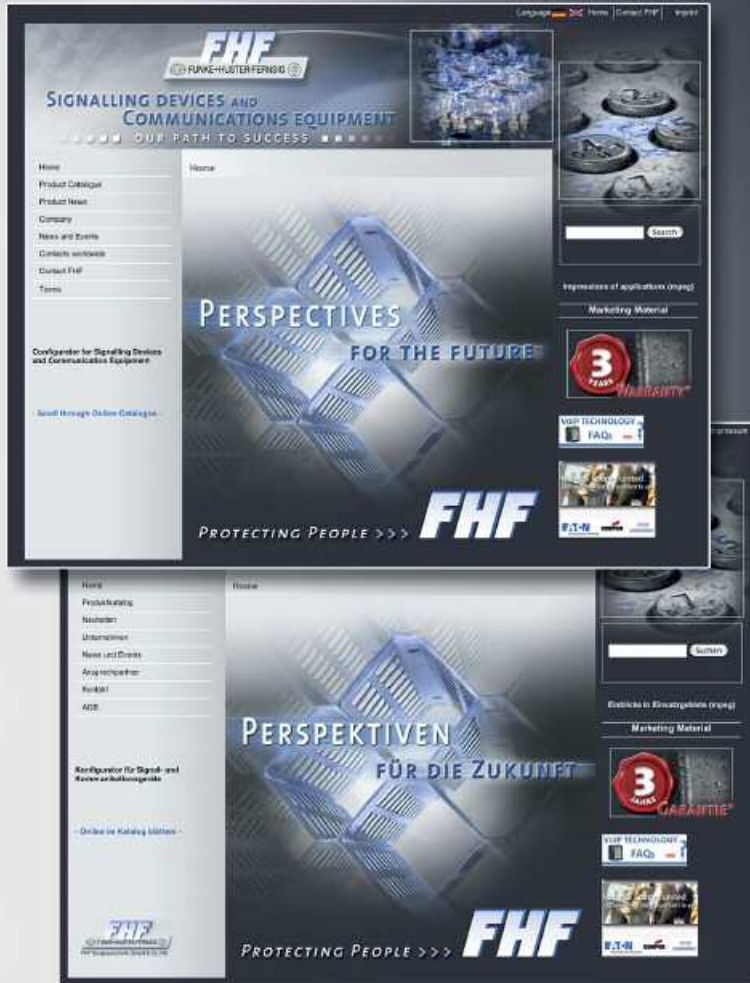 Language Home Contact FHF Imprint
FHF
FUNKE+HUSTER+FERNSIG
SIGNALLING DEVICES AND
COMMUNICATIONS EQUIPMENT
OUR PATH TO SUCCESS
Home
Product Catalogue
Product News
Company
News and Events
Contacts worldwide
Contact FHF
Terms
Configurator for Signalling Devices
and Communication Equipment
- Scroll through Online-Catalogue -
Home
PERSPECTIVES
FOR THE FUTURE
PROTECTING PEOPLE >>> FHF
Search
Impressions of applications (mpeg)
Marketing Material
3
YEARS
WARRANTY*
VOIP TECHNOLOGY
FAQs
EATON
Impressum
Home
Produktkatalog
Neuheiten
Unternehmen
News und Events
Ansprechpartner
Kontakt
AGB
Konfigurator für Signal- und
Kommunikationsgeräte
- Online im Katalog blättern -
FHF
Home
PERSPEKTIVEN
FÜR DIE ZUKUNFT
PROTECTING PEOPLE >>> FHF
Suchen
Einblicke in Einsatzgebiete (mpeg)
Marketing Material
3
JAHRE
GARANTIE*
VOIP TECHNOLOGY
FAQs
EATON